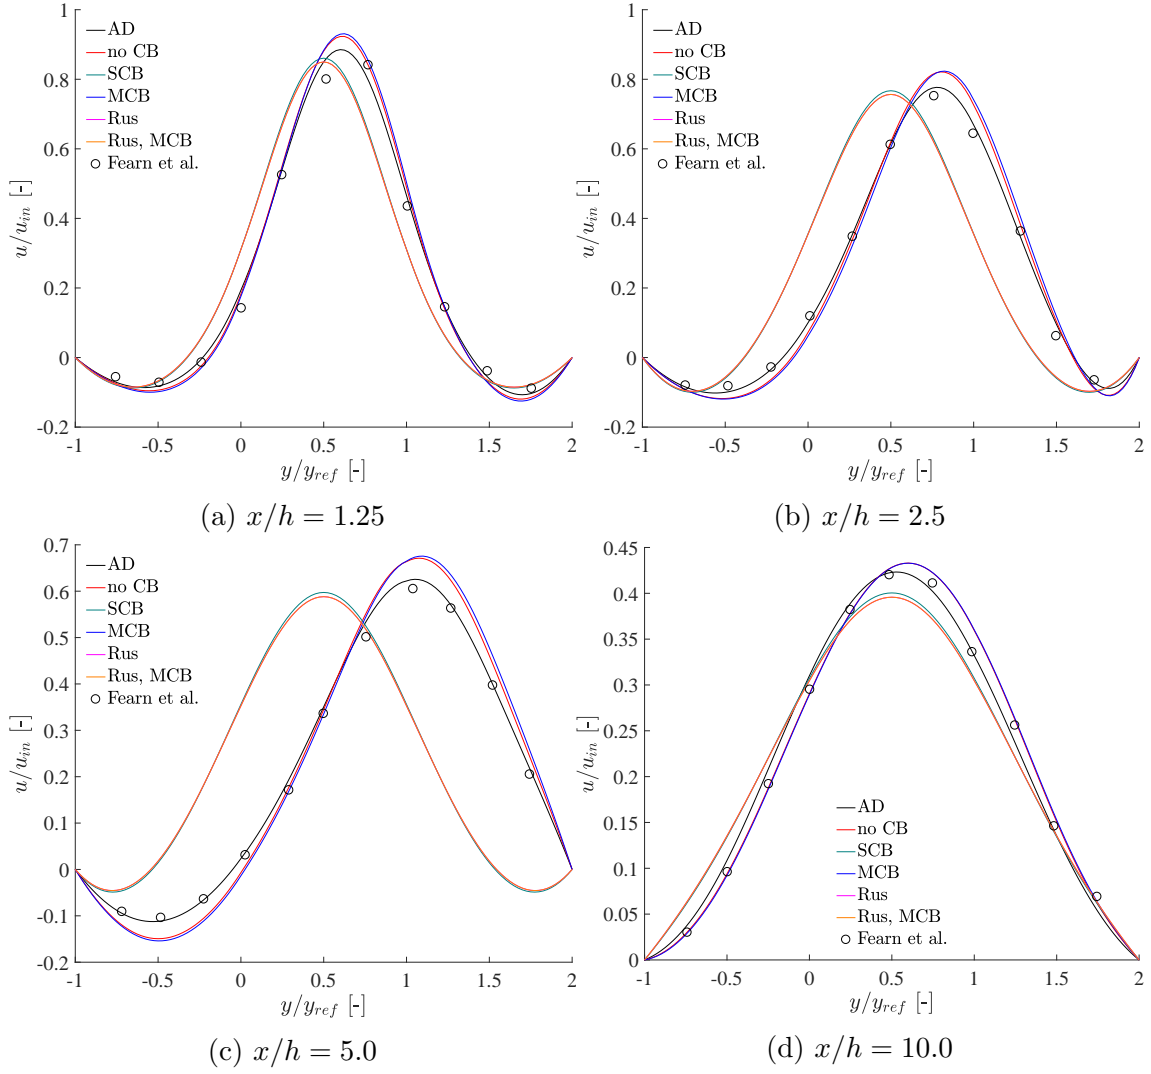 1
0.8
0.6
0.4
0.2
0
-0.2
u/u_in [-]
AD
no CB
SCB
MCB
Rus
Rus, MCB
Fearn et al.
-1
-0.5
0
0.5
1
1.5
2
y/y_ref [-]
(a) x/h = 1.25
1
0.8
0.6
0.4
0.2
0
-0.2
u/u_in [-]
AD
no CB
SCB
MCB
Rus
Rus, MCB
Fearn et al.
-1
-0.5
0
0.5
1
1.5
2
y/y_ref [-]
(b) x/h = 2.5
0.7
0.6
0.5
0.4
0.3
0.2
0.1
0
-0.1
-0.2
u/u_in [-]
AD
no CB
SCB
MCB
Rus
Rus, MCB
Fearn et al.
-1
-0.5
0
0.5
1
1.5
2
y/y_ref [-]
(c) x/h = 5.0
0.45
0.4
0.35
0.3
0.25
0.2
0.15
0.1
0.05
0
u/u_in [-]
AD
no CB
SCB
MCB
Rus
Rus, MCB
Fearn et al.
-1
-0.5
0
0.5
1
1.5
2
y/y_ref [-]
(d) x/h = 10.0